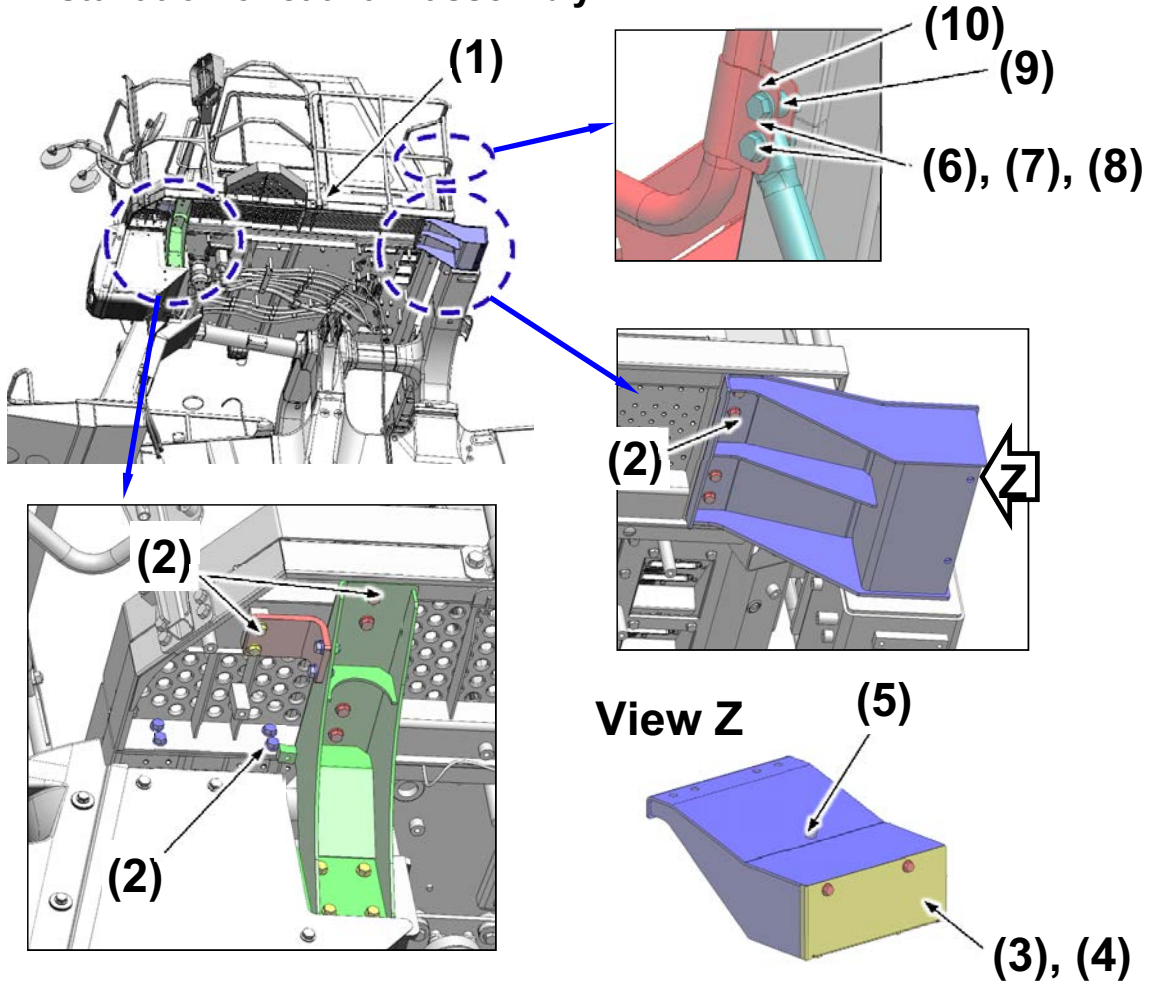 (1)
(10)
(9)
(6), (7), (8)
(2)
Z
(2)
(2)
View Z
(5)
(3), (4)